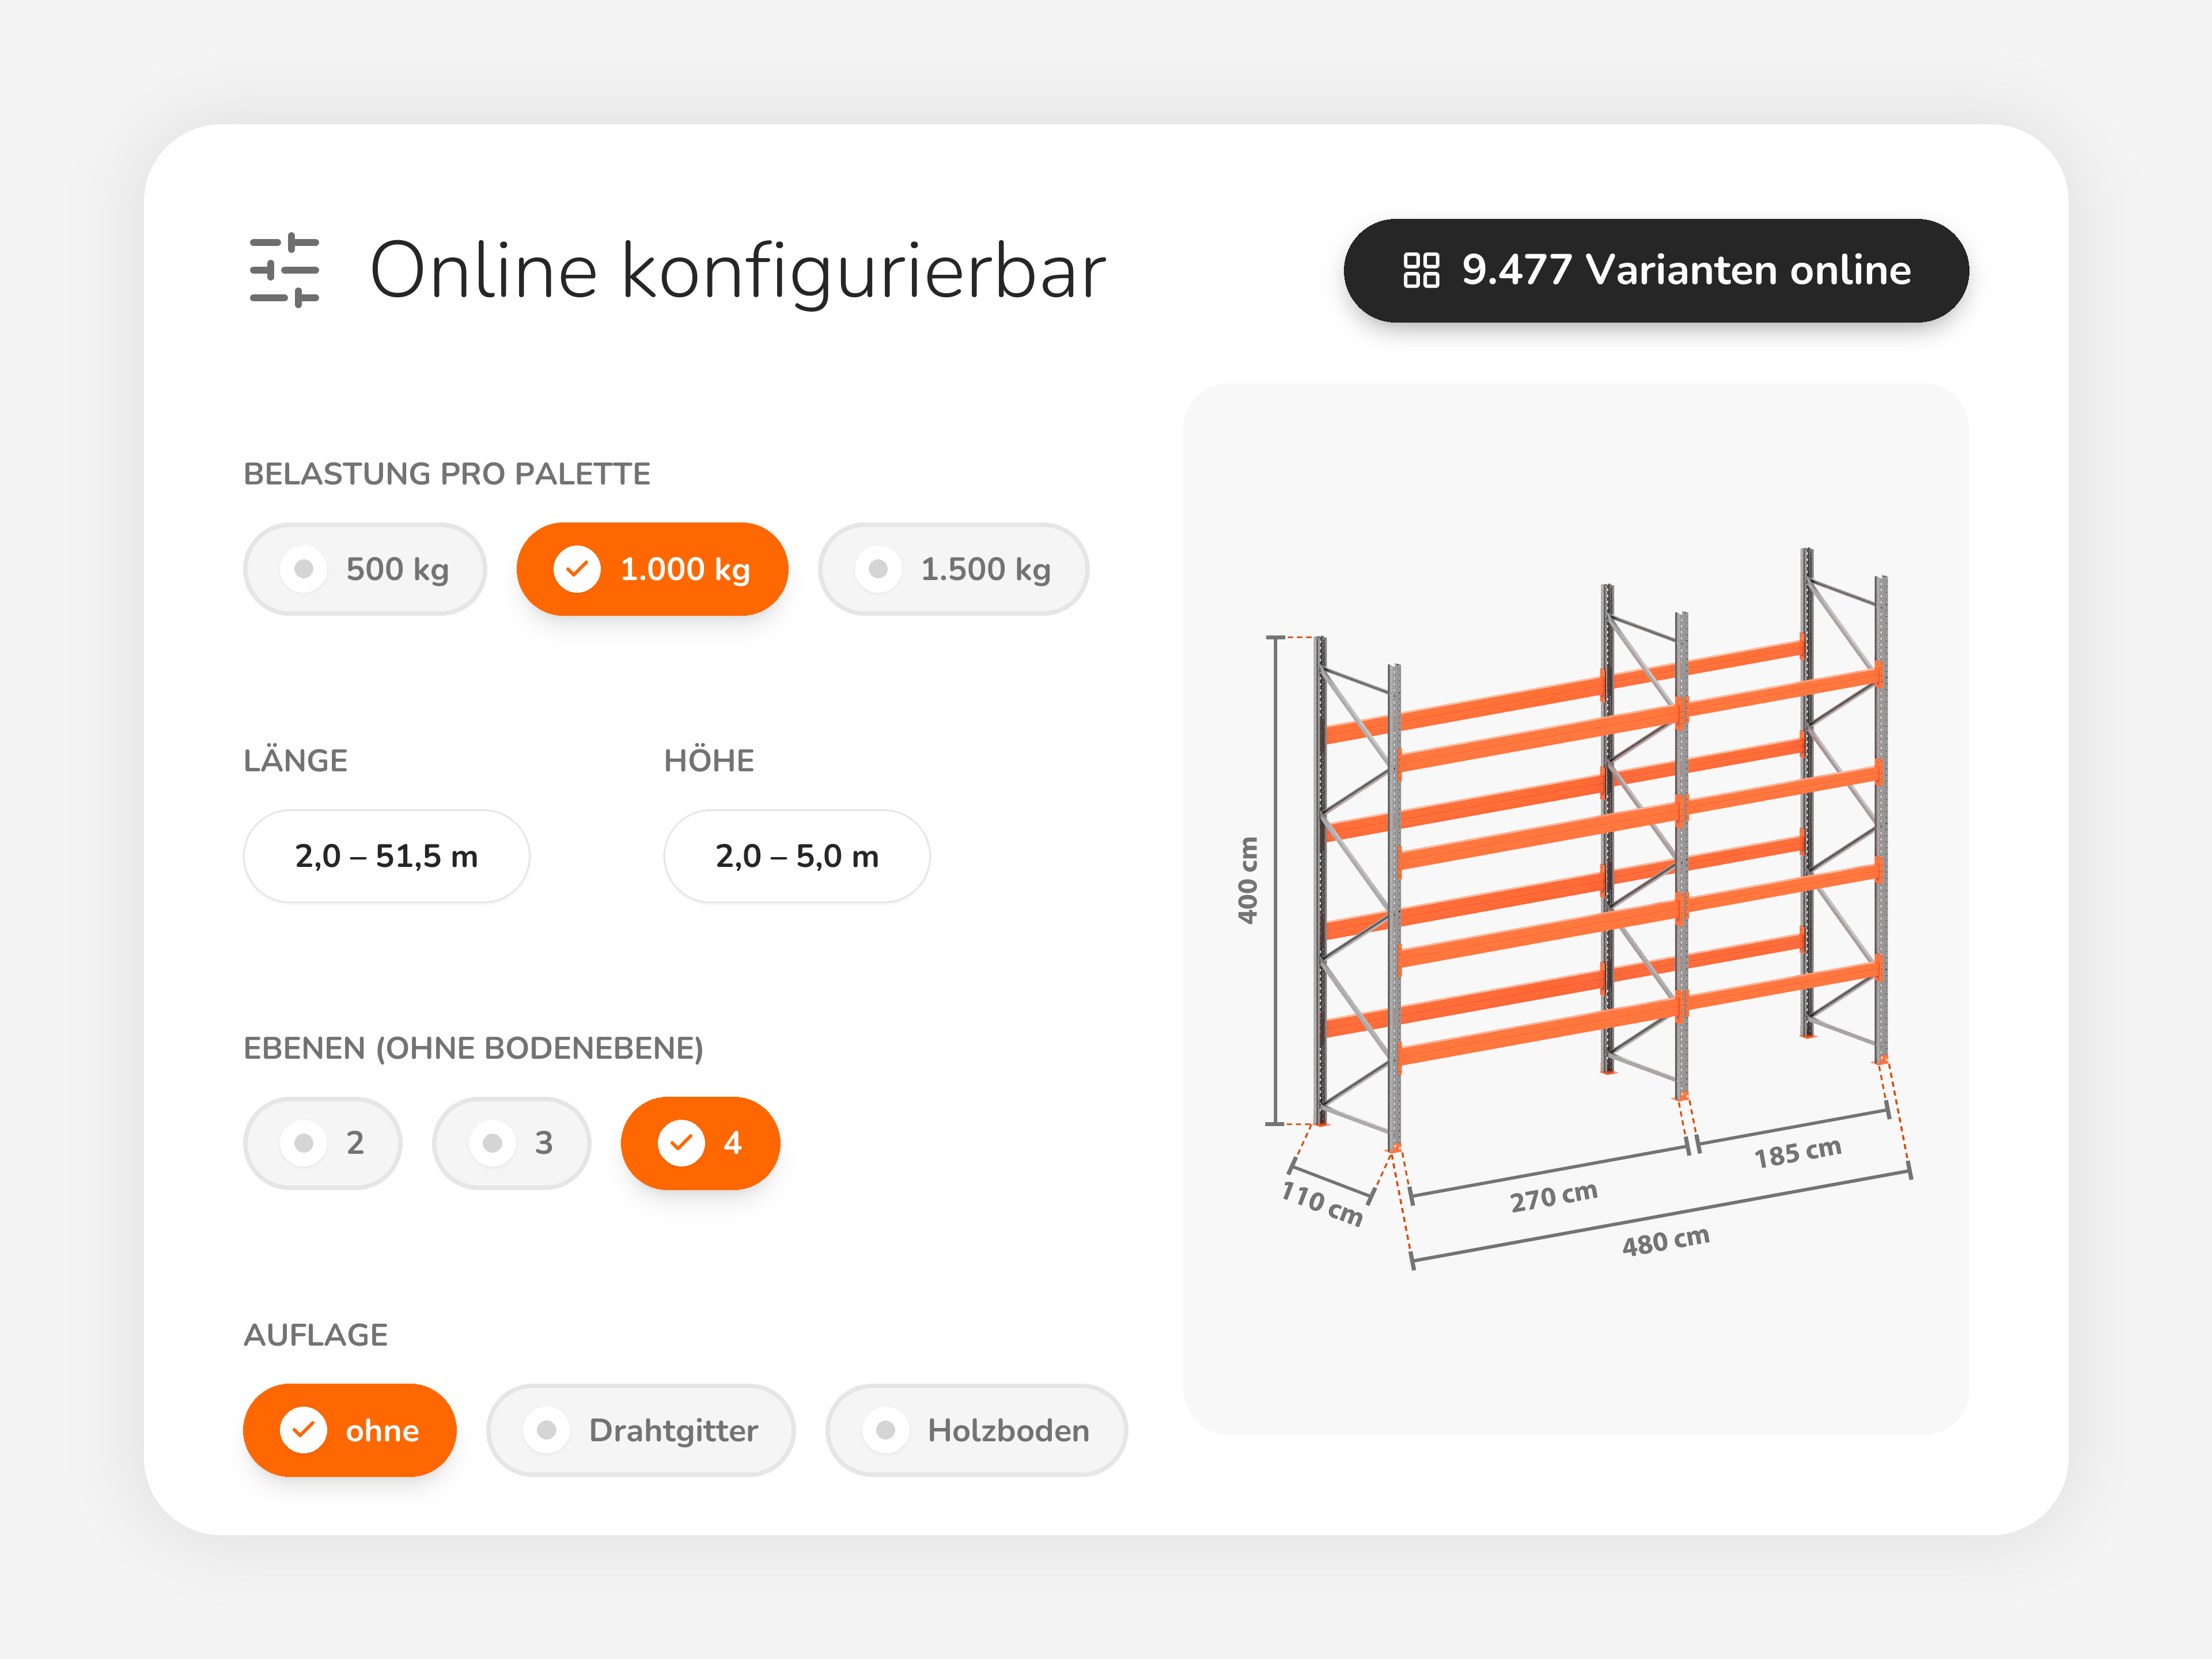 Online konfigurierbar
9.477 Varianten online
BELASTUNG PRO PALETTE
500 kg
1.000 kg
1.500 kg
LÄNGE
HÖHE
2,0 – 51,5 m
2,0 – 5,0 m
EBENEN (OHNE BODENEBENE)
2
3
4
AUFLAGE
ohne
Drahtgitter
Holzboden
400 cm
110 cm
270 cm
185 cm
480 cm